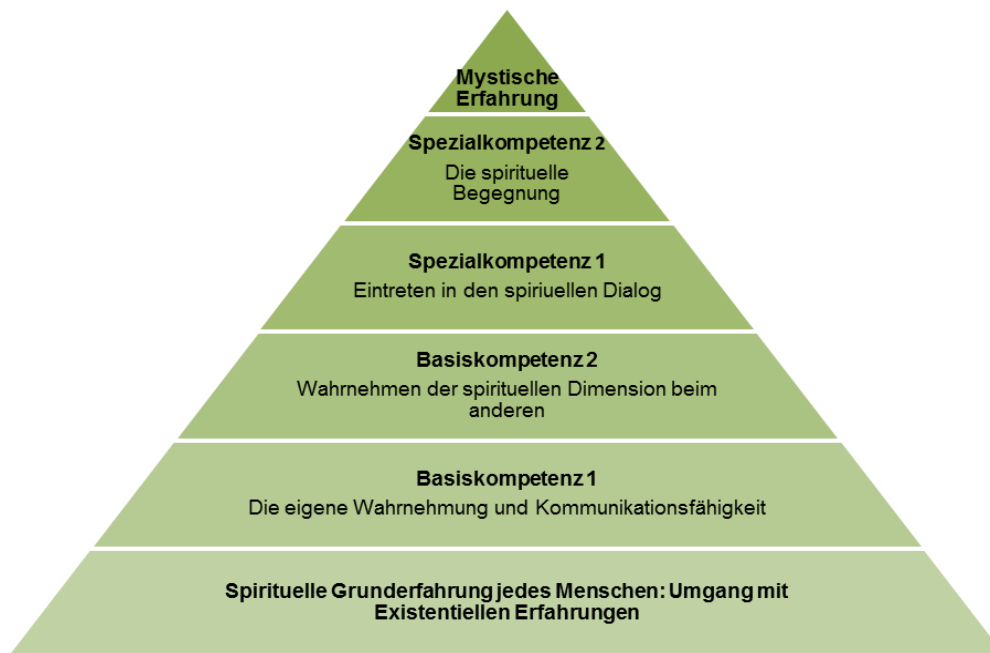 Mystische
Erfahrung
Spezialkompetenz 2
Die spirituelle
Begegnung
Spezialkompetenz 1
Eintreten in den spiriuellen Dialog
Basiskompetenz 2
Wahrnehmen der spirituellen Dimension beim
anderen
Basiskompetenz 1
Die eigene Wahrnehmung und Kommunikationsfähigkeit
Spirituelle Grunderfahrung jedes Menschen: Umgang mit
Existentiellen Erfahrungen